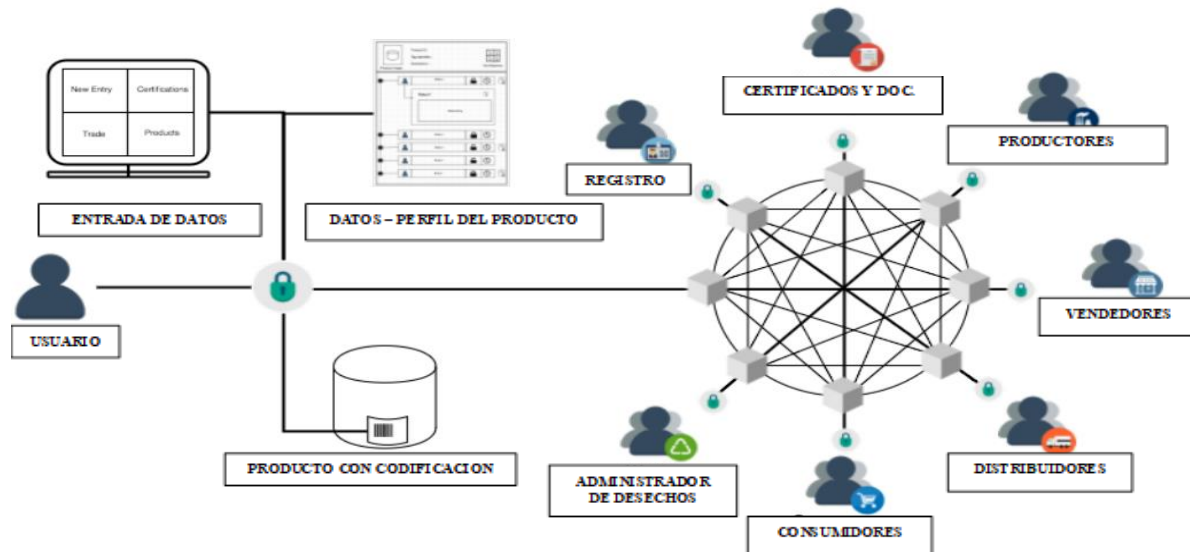 New Entry
Certifications
Trade
Products
ENTRADA DE DATOS
DATOS – PERFIL DEL PRODUCTO
USUARIO
PRODUCTO CON CODIFICACION
CERTIFICADOS Y DOC.
PRODUCTORES
REGISTRO
VENDEDORES
DISTRIBUIDORES
ADMINISTRADOR
DE DESECHOS
CONSUMIDORES